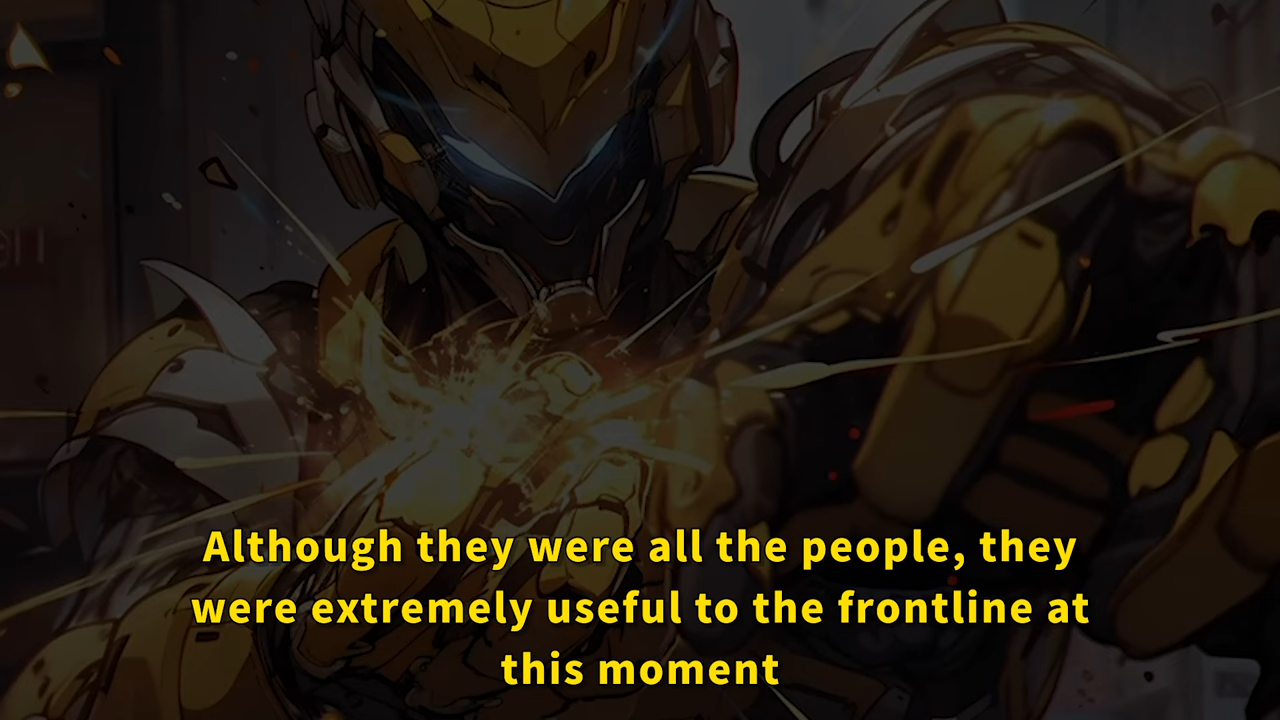 Although they were all the people, they
were extremely useful to the frontline at
this moment